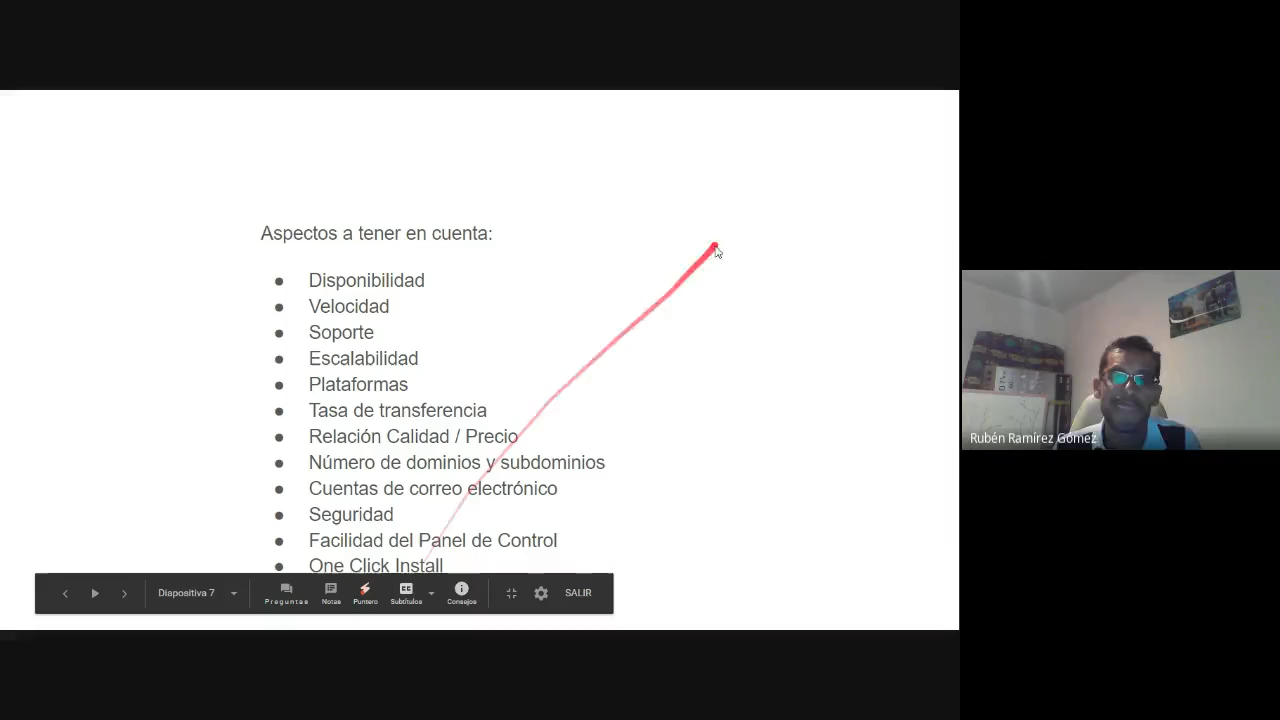 Aspectos a tener en cuenta:
● Disponibilidad
● Velocidad
● Soporte
● Escalabilidad
● Plataformas
● Tasa de transferencia
● Relación Calidad / Precio
● Número de dominios y subdominios
● Cuentas de correo electrónico
● Seguridad
● Facilidad del Panel de Control
● One Click Install
Diapositiva 7
Preguntas
Notas
Puntero
CC
Subtítulos
Consejos
SALIR
Rubén Ramírez Gómez